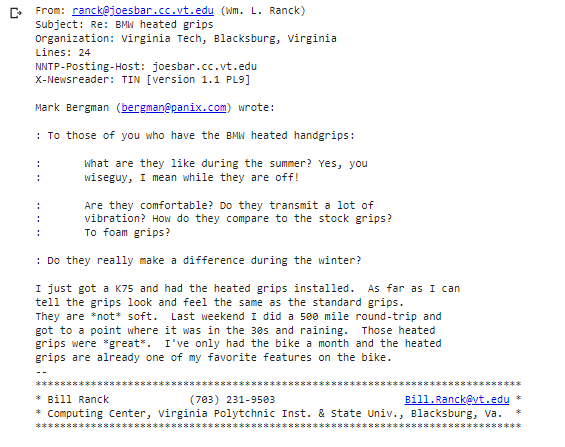 From: ranck@joesbar.cc.vt.edu (Wm. L. Ranck)
Subject: Re: BMW heated grips
Organization: Virginia Tech, Blacksburg, Virginia
Lines: 24
NNTP-Posting-Host: joesbar.cc.vt.edu
X-Newsreader: TIN [version 1.1 PL9]
Mark Bergman (bergman@panix.com) wrote:
: To those of you who have the BMW heated handgrips:
:       What are they like during the summer? Yes, you
:       wiseguy, I mean while they are off!
:       Are they comfortable? Do they transmit a lot of
:       vibration? How do they compare to the stock grips?
:       To foam grips?
: Do they really make a difference during the winter?
I just got a K75 and had the heated grips installed.  As far as I can
tell the grips look and feel the same as the standard grips.
They are *not* soft.  Last weekend I did a 500 mile round-trip and
got to a point where it was in the 30s and raining.  Those heated
grips were *great*.  I've only had the bike a month and the heated
grips are already one of my favorite features on the bike.
--
*************************************************************************
* Bill Ranck            (703) 231-9503                   Bill.Ranck@vt.edu *
* Computing Center, Virginia Polytchnic Inst. & State Univ., Blacksburg, Va.  *
*************************************************************************